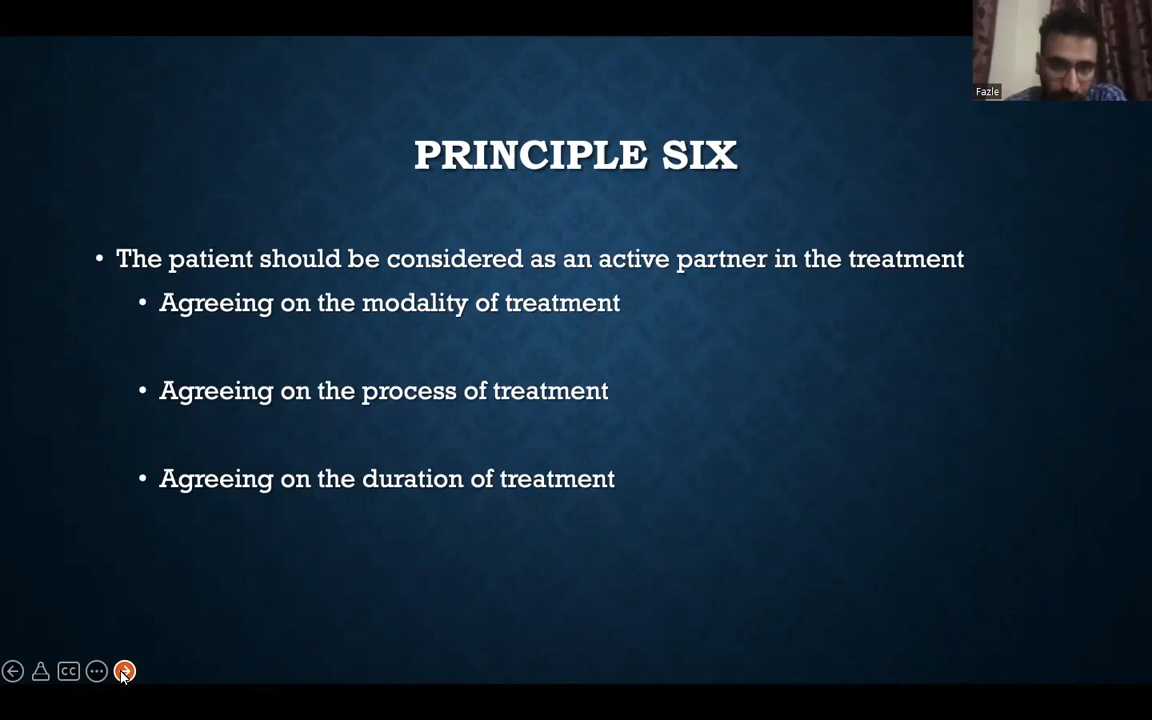 Fazle
PRINCIPLE SIX
• The patient should be considered as an active partner in the treatment
• Agreeing on the modality of treatment
• Agreeing on the process of treatment
• Agreeing on the duration of treatment
CC